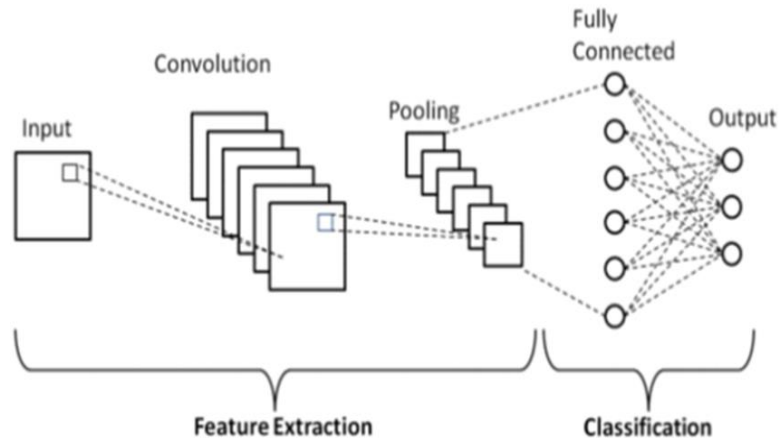 Fully
Connected
Convolution
Pooling
Output
Input
Feature Extraction
Classification